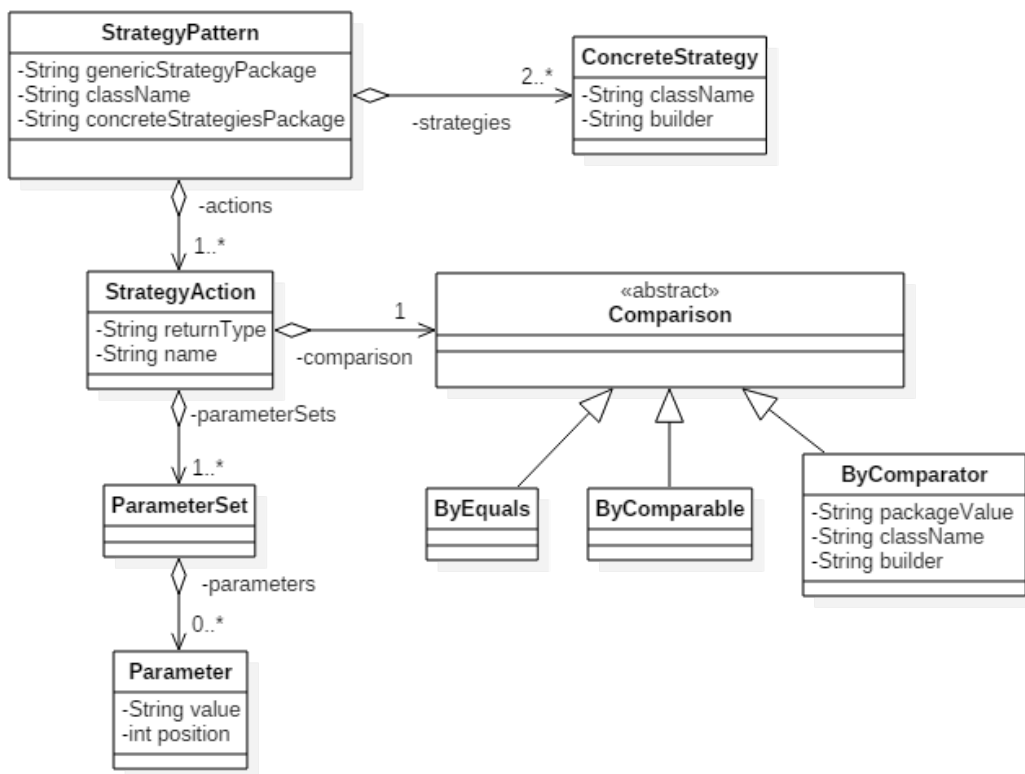 StrategyPattern
-String genericStrategyPackage
-String className
-String concreteStrategiesPackage
2..*
-strategies
ConcreteStrategy
-String className
-String builder
-actions
1..*
StrategyAction
-String returnType
-String name
1
-comparison
«abstract»
Comparison
-parameterSets
1..*
ParameterSet
ByEquals
ByComparable
ByComparator
-String packageValue
-String className
-String builder
-parameters
0..*
Parameter
-String value
-int position